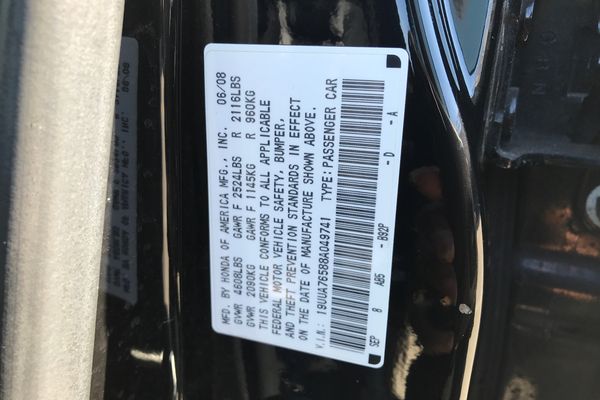 MFD. BY HONDA OF AMERICA MFG., INC. 06/08
GVWR 4608LBS GAWR F 2524LBS R 2116LBS
GVWR 2090KG GAWR F 1145KG R 960KG
THIS VEHICLE CONFORMS TO ALL APPLICABLE
FEDERAL MOTOR VEHICLE SAFETY, BUMPER,
AND THEFT PREVENTION STANDARDS IN EFFECT
ON THE DATE OF MANUFACTURE SHOWN ABOVE.
V.I.N.: 19UUA76588A049741 TYPE: PASSENGER CAR
SEP 8 AB5 - B92P - D - A